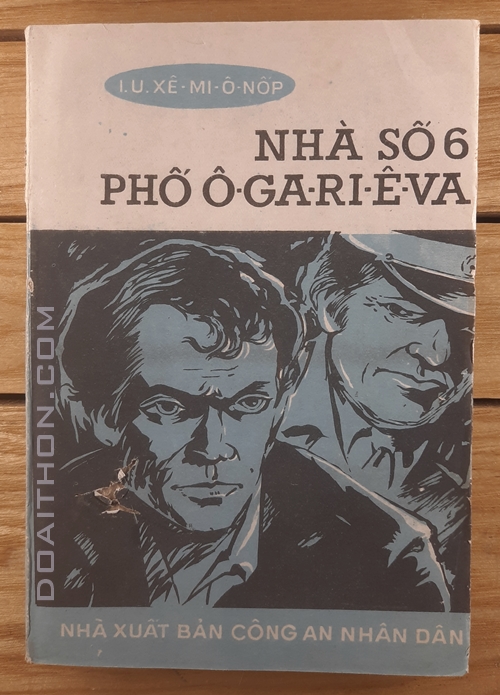 I.U.XÊ-MI-Ô-NỐP
NHÀ SỐ 6
PHỐ Ô-GA-RI-Ê-VA
DOAITHON.COM
NHÀ XUẤT BẢN CÔNG AN NHÂN DÂN